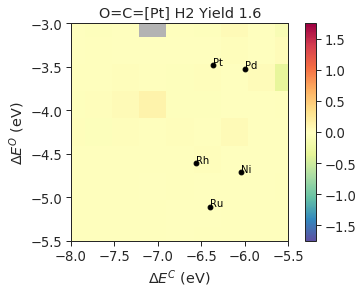 O=C=[Pt] H2 Yield 1.6
−3.0
−3.5
−4.0
−4.5
−5.0
−5.5
ΔE^O (eV)
Pt
Pd
Rh
Ni
Ru
−8.0 −7.5 −7.0 −6.5 −6.0 −5.5
ΔE^C (eV)
1.5
1.0
0.5
0.0
−0.5
−1.0
−1.5